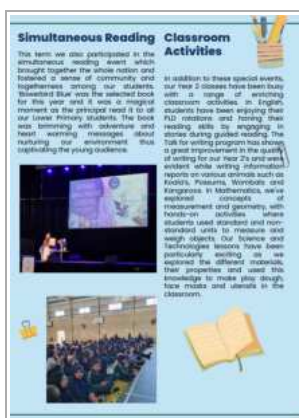 Simultaneous Reading
This term we also participated in the
simultaneous reading event which
brought together the whole nation and
fostered a sense of community and
togetherness among our students.
'Bowerbird Blue' was the selected book
for this year and it was a magical
moment as the principal read it to all
our Lower Primary students. The book
was brimming with adventure and
heart warming messages about
nurturing our environment thus
captivating the young audience.
Classroom
Activities
In addition to these special events,
our Year 2 classes have been busy
with a range of enriching
classroom activities. In English,
students have been enjoying their
PLD rotations and honing their
reading skills by engaging in
stories during guided reading. The
Talk for writing program has shown
a great improvement in the quality
of writing for our Year 2's and were
evident while writing information
reports on various animals such as
Koala's, Possums, Wombats and
Kangaroos. In Mathematics, we've
explored concepts of
measurement and geometry, with
hands-on activities where
students used standard and non-
standard units to measure and
weigh objects. Our Science and
Technologies lessons have been
particularly exciting as we
explored the different materials,
their properties and used this
knowledge to make play dough,
face masks and utensils in the
classroom.